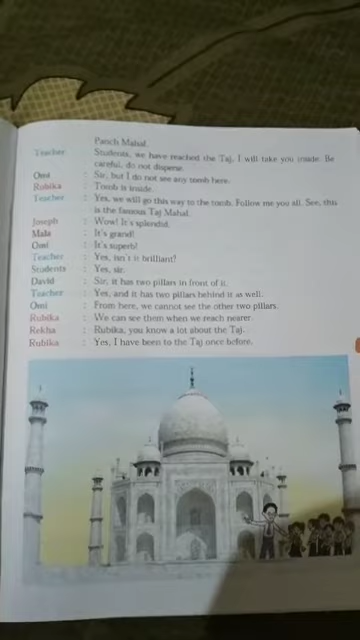 Panch Mahal.
Teacher : Students, we have reached the Taj, I will take you inside. Be
careful, do not disperse.
Omi : Sir, but I do not see any tomb here.
Rubika : Tomb is inside.
Teacher : Yes, we will go this way to the tomb. Follow me you all. See, this
is the famous Taj Mahal.
Joseph : Wow! It's splendid.
Mala : It's grand!
Omi : It's superb!
Teacher : Yes, isn't it brilliant?
Students : Yes, sir.
David : Sir, it has two pillars in front of it.
Teacher : Yes, and it has two pillars behind it as well.
Omi : From here, we cannot see the other two pillars.
Rubika : We can see them when we reach nearer.
Rekha : Rubika, you know a lot about the Taj.
Rubika : Yes, I have been to the Taj once before.